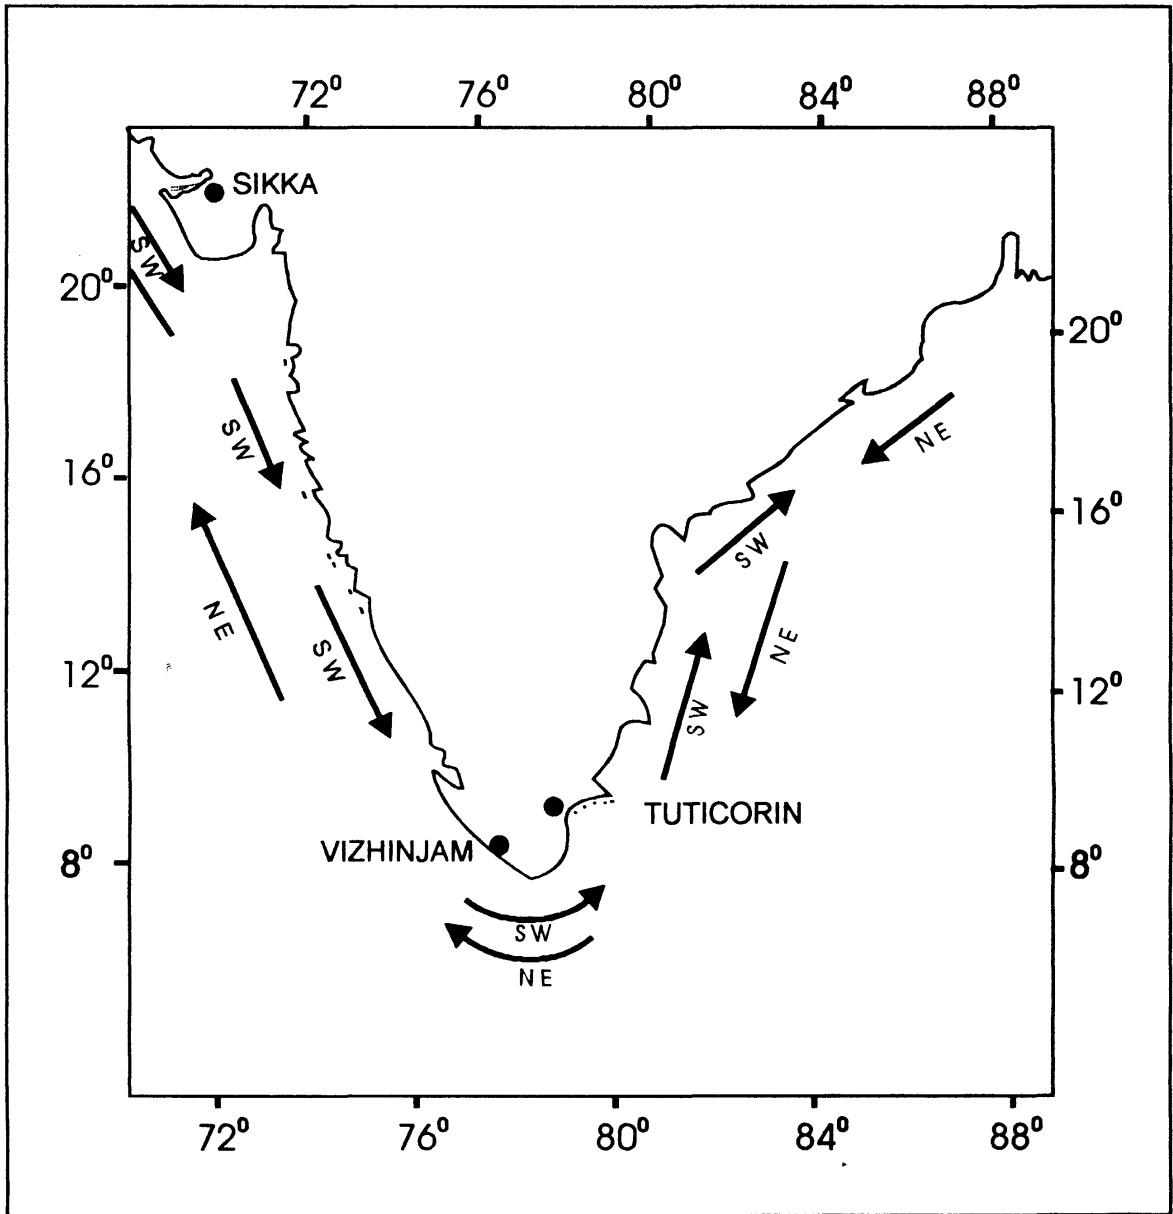 72⁰ 76⁰ 80⁰ 84⁰ 88⁰
SIKKA
SW
20⁰
20⁰
NE
SW
16⁰
16⁰
SW
NE
SW
NE
12⁰
12⁰
SW
TUTICORIN
VIZHINJAM
8⁰
8⁰
SW
NE
72⁰ 76⁰ 80⁰ 84⁰ 88⁰